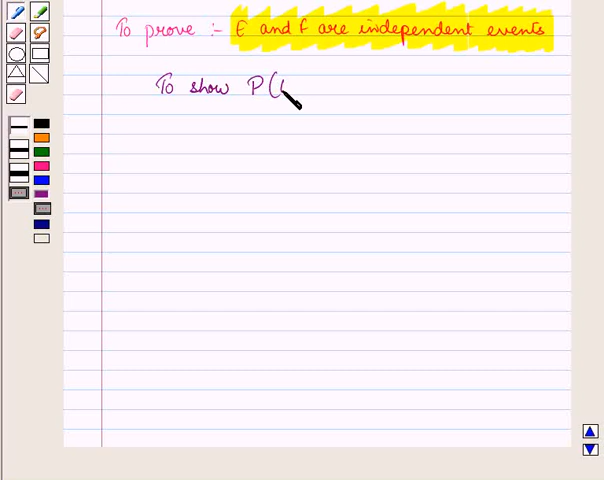 To prove :- E and F are independent events
To show P(